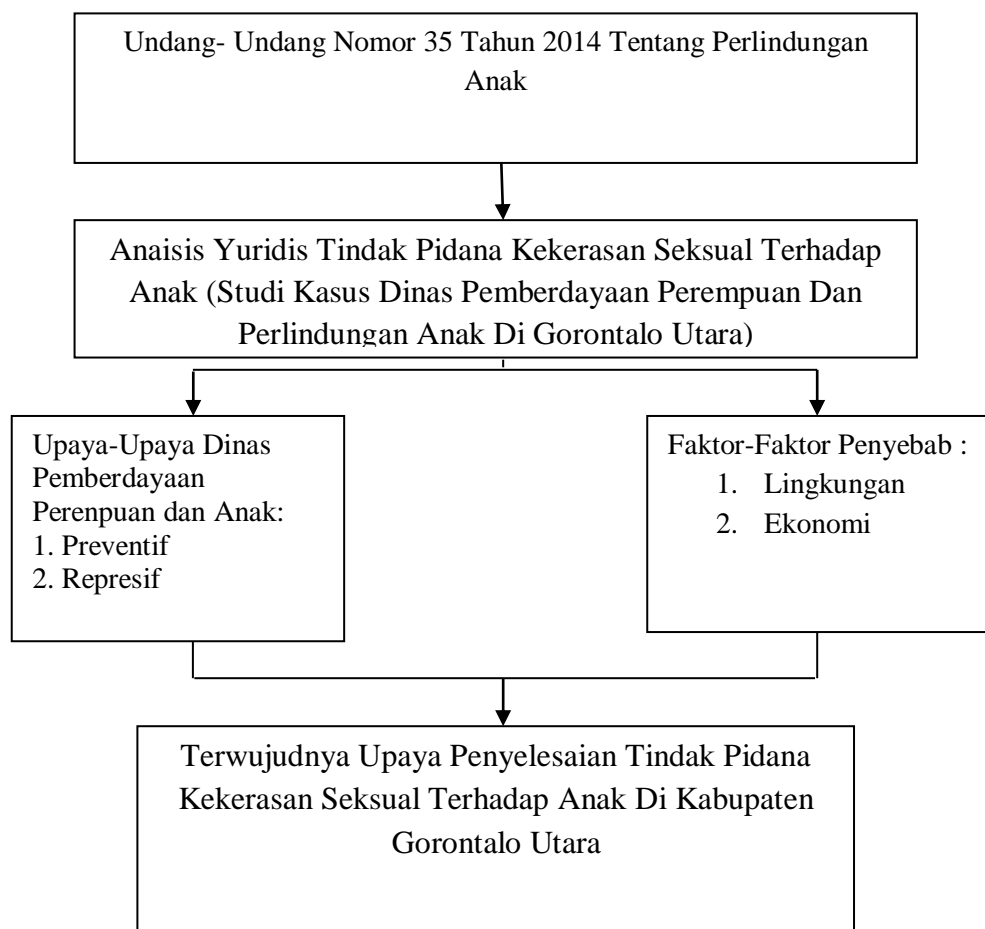 Undang- Undang Nomor 35 Tahun 2014 Tentang Perlindungan
Anak
Anaisis Yuridis Tindak Pidana Kekerasan Seksual Terhadap
Anak (Studi Kasus Dinas Pemberdayaan Perempuan Dan
Perlindungan Anak Di Gorontalo Utara)
Upaya-Upaya Dinas
Pemberdayaan
Perenpuan dan Anak:
1. Preventif
2. Represif
Faktor-Faktor Penyebab :
1. Lingkungan
2. Ekonomi
Terwujudnya Upaya Penyelesaian Tindak Pidana
Kekerasan Seksual Terhadap Anak Di Kabupaten
Gorontalo Utara